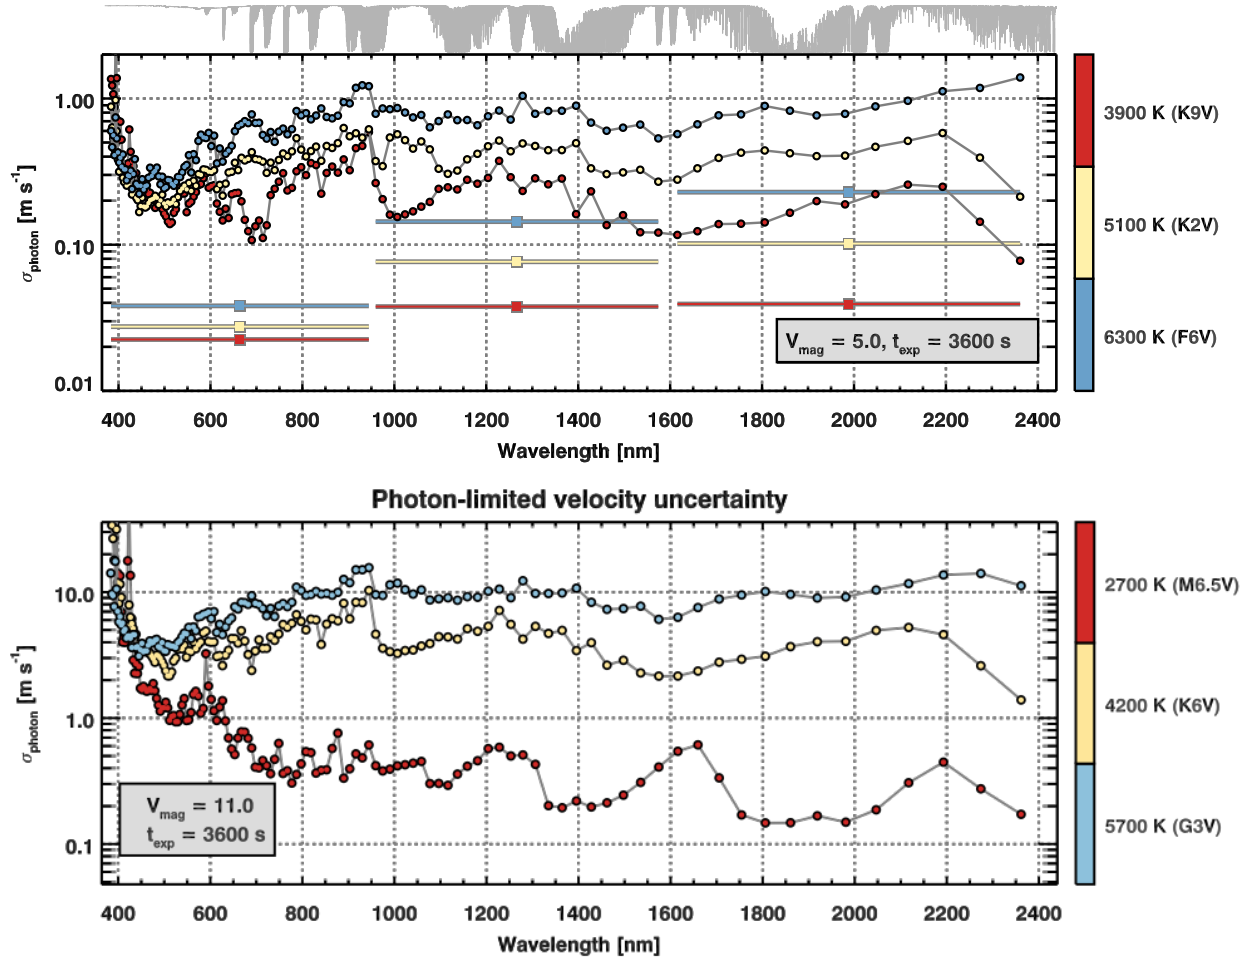 1.00
0.10
0.01
σphoton [m s-1]
400 600 800 1000 1200 1400 1600 1800 2000 2200 2400
Wavelength [nm]
Vmag = 5.0, texp = 3600 s
3900 K (K9V)
5100 K (K2V)
6300 K (F6V)
Photon-limited velocity uncertainty
10.0
1.0
0.1
σphoton [m s-1]
Vmag = 11.0
texp = 3600 s
400 600 800 1000 1200 1400 1600 1800 2000 2200 2400
Wavelength [nm]
2700 K (M6.5V)
4200 K (K6V)
5700 K (G3V)